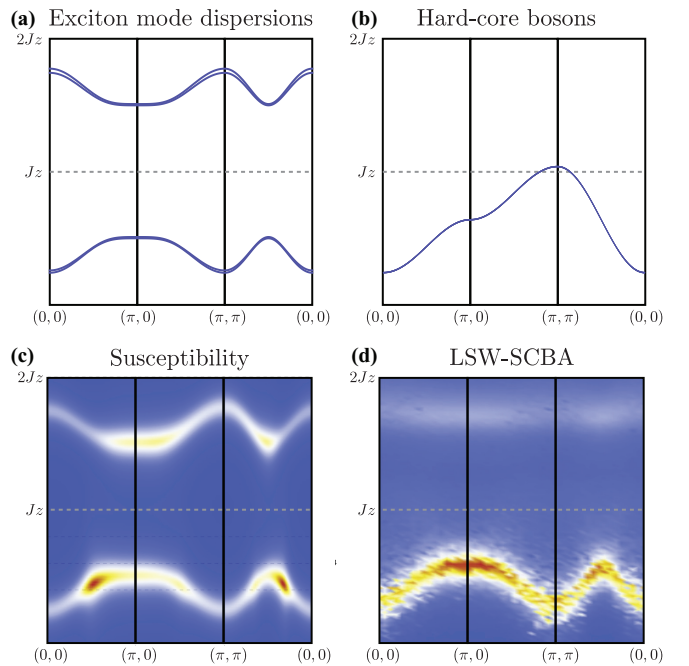 (a) Exciton mode dispersions
2Jz
Jz
(0, 0) (π, 0) (π, π) (0, 0)
(b) Hard-core bosons
2Jz
Jz
(0, 0) (π, 0) (π, π) (0, 0)
(c) Susceptibility
2Jz
Jz
(0, 0) (π, 0) (π, π) (0, 0)
(d) LSW-SCBA
2Jz
Jz
(0, 0) (π, 0) (π, π) (0, 0)